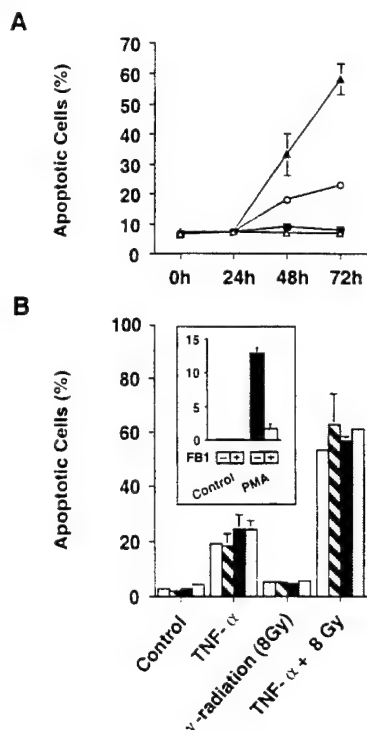 A
Apoptotic Cells (%)
70
60
50
40
30
20
10
0
0h 24h 48h 72h
B
Apoptotic Cells (%)
100
80
60
40
20
0
15
10
5
0
FB1 - + - +
Control PMA
Control
TNF- α
-radiation (8Gy)
TNF- α + 8 Gy